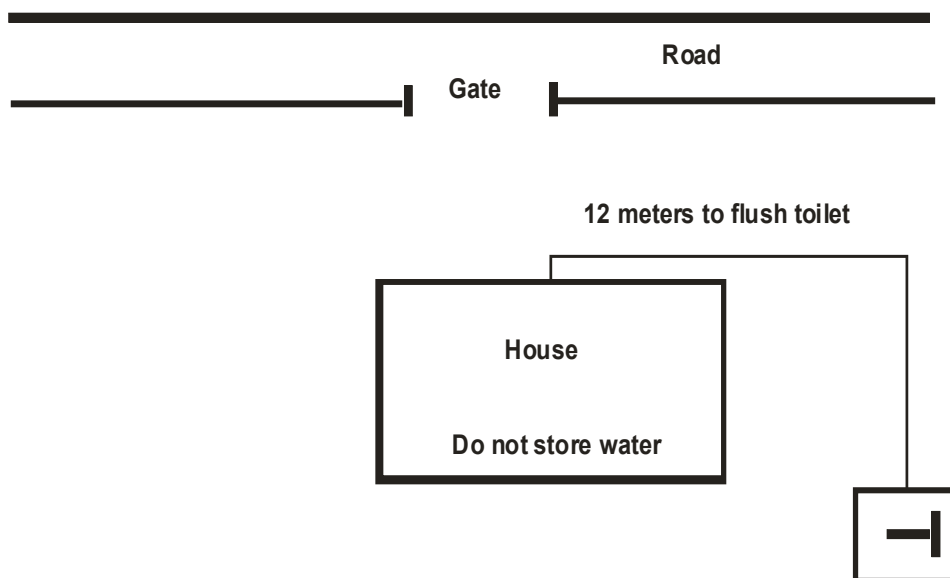 Road
Gate
12 meters to flush toilet
House
Do not store water